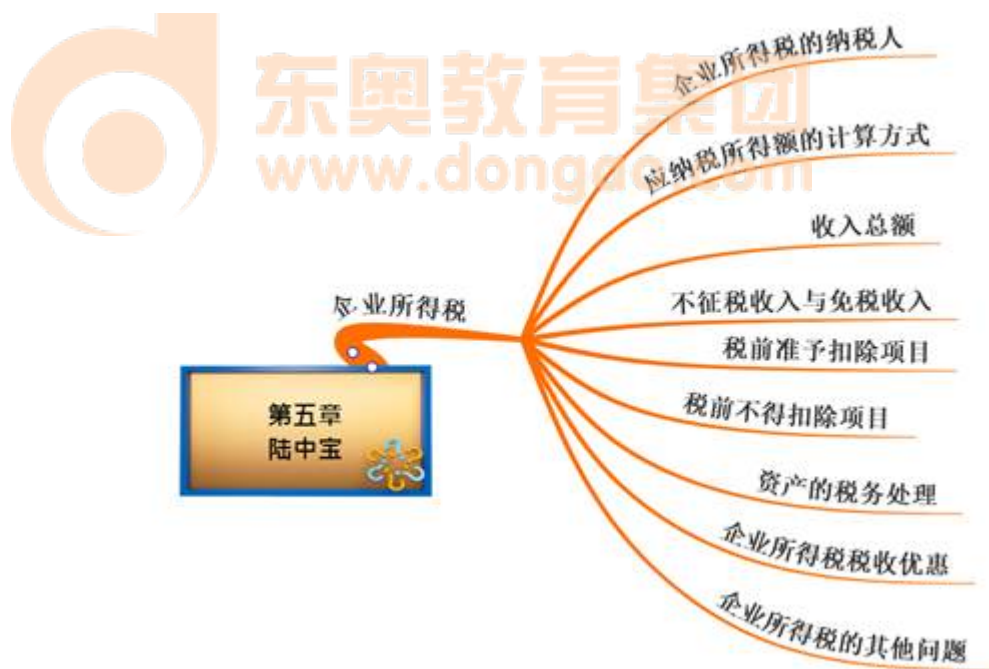 东奥教育集团
www.dongao.com
企业所得税的纳税人
应纳税所得额的计算方式
收入总额
不征税收入与免税收入
企业所得税
税前准予扣除项目
第五章
陆中宝
税前不得扣除项目
资产的税务处理
企业所得税税收优惠
企业所得税的其他问题